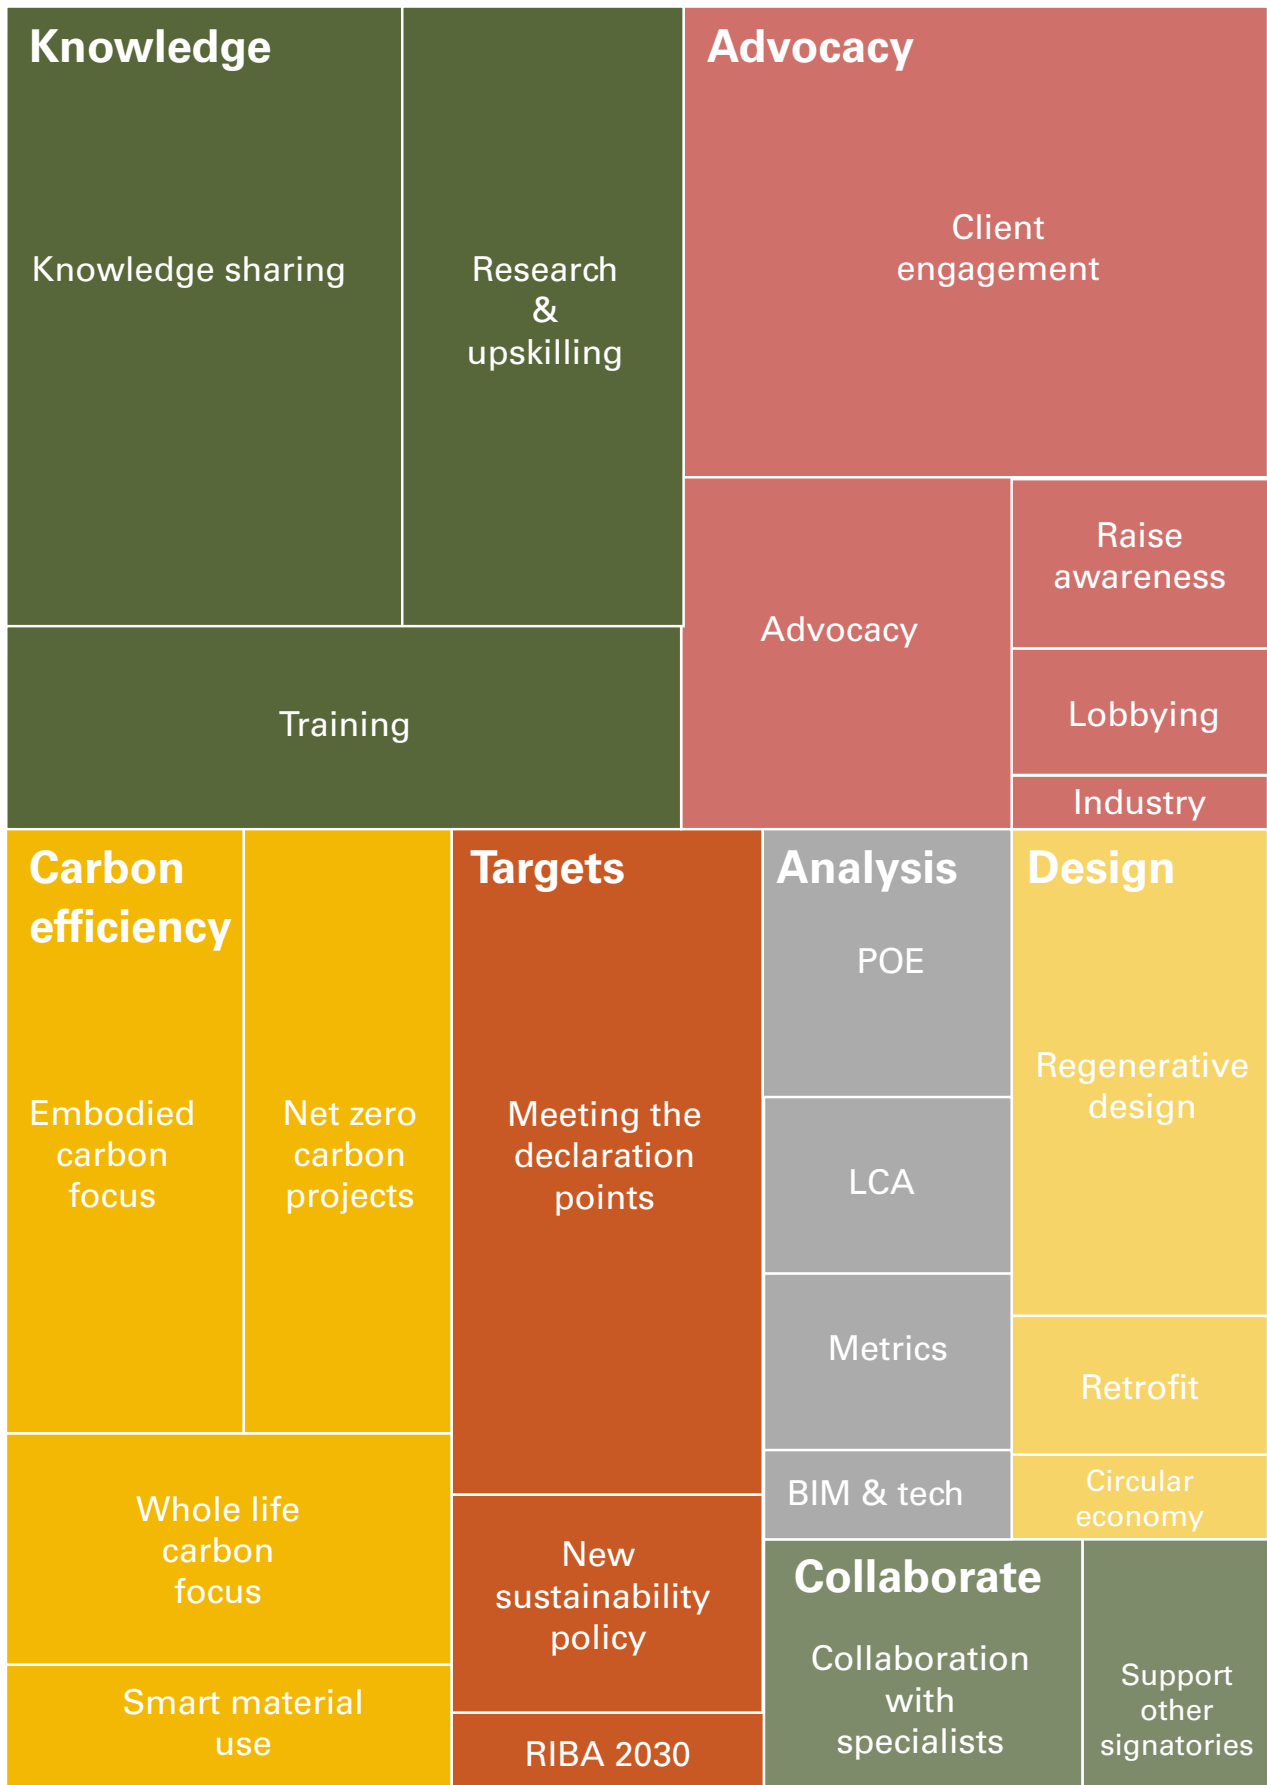 Knowledge
Knowledge sharing
Research
&
upskilling
Training
Advocacy
Client
engagement
Advocacy
Raise
awareness
Lobbying
Industry
Carbon
efficiency
Embodied
carbon
focus
Net zero
carbon
projects
Whole life
carbon
focus
Smart material
use
Targets
Meeting the
declaration
points
New
sustainability
policy
RIBA 2030
Analysis
POE
LCA
Metrics
BIM & tech
Design
Regenerative
design
Retrofit
Circular
economy
Collaborate
Collaboration
with
specialists
Support
other
signatories